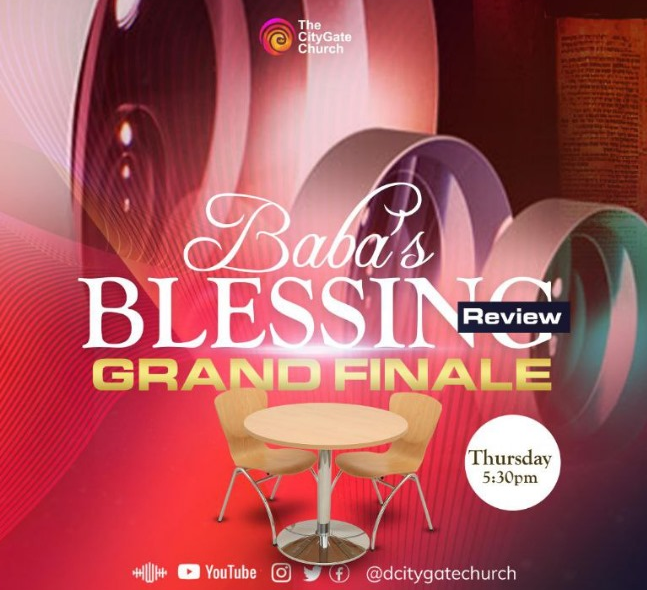 The
CityGate
Church
Baba's
BLESSING
Review
GRAND FINALE
Thursday
5:30pm
YouTube @dcitygatechurch